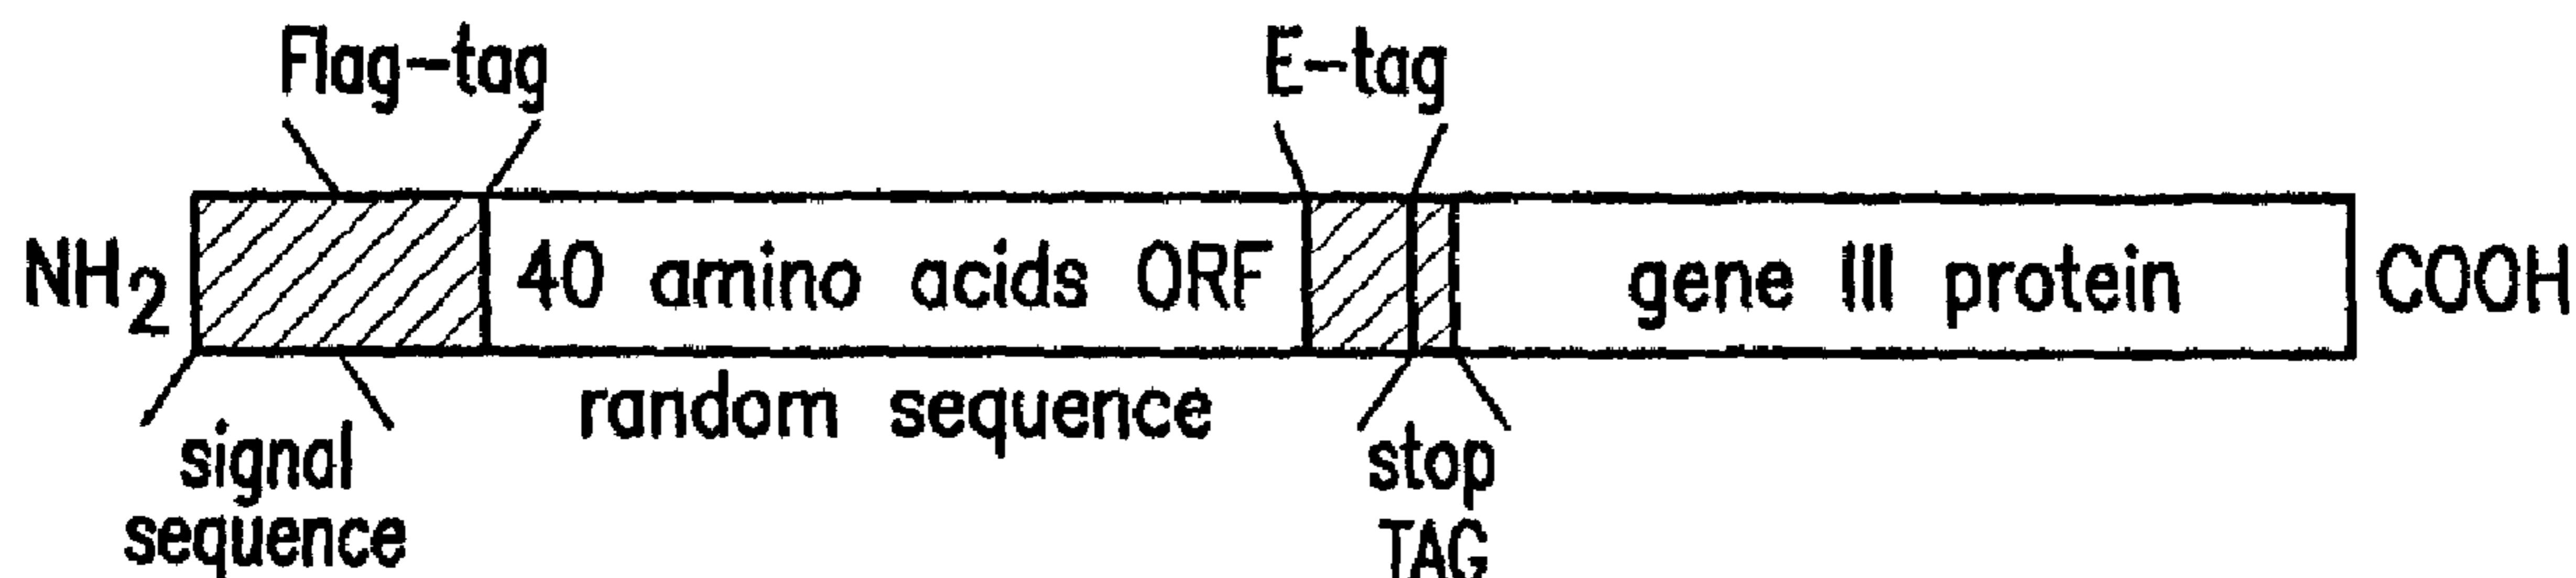 Flag-tag
E-tag
NH2
40 amino acids ORF
gene III protein
COOH
random sequence
signal
sequence
stop
TAG